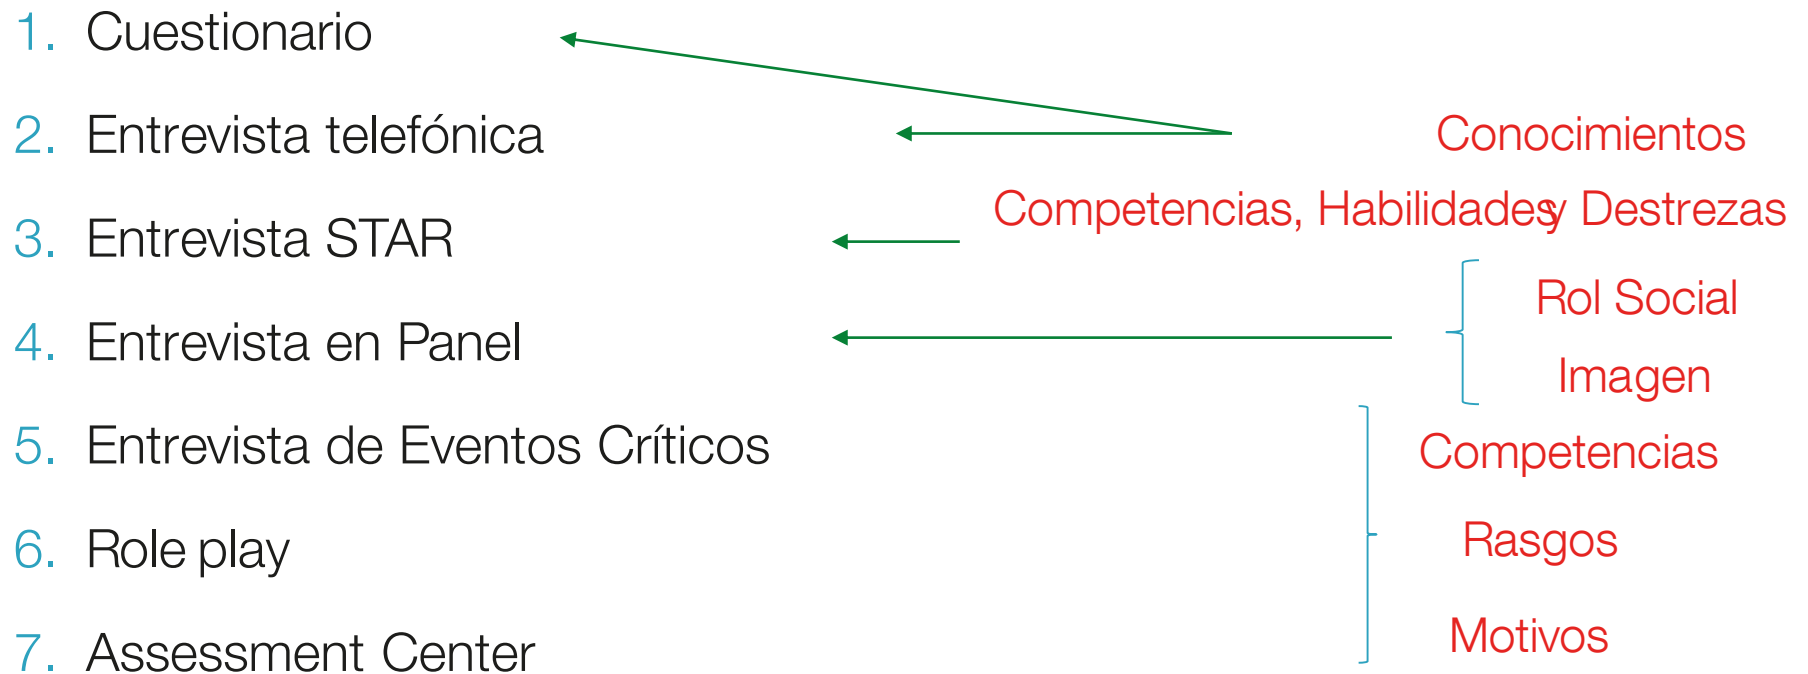 1. Cuestionario
2. Entrevista telefónica
Conocimientos
Competencias, Habilidades y Destrezas
3. Entrevista STAR
Rol Social
4. Entrevista en Panel
Imagen
5. Entrevista de Eventos Críticos
Competencias
6. Role play
Rasgos
7. Assessment Center
Motivos